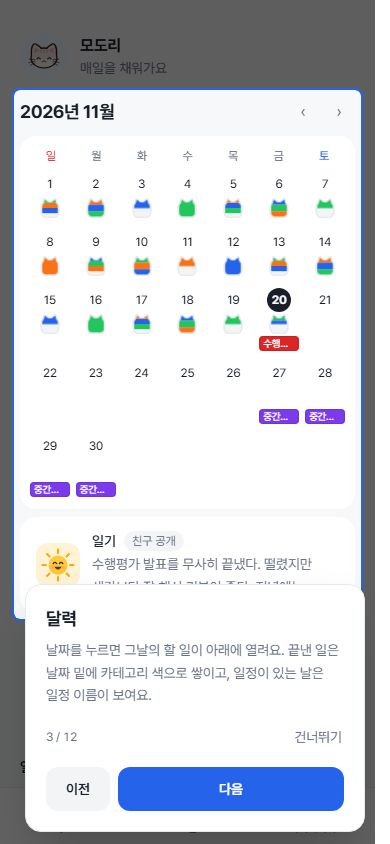 모도리
매일을 채워가요
2026년 11월
일 월 화 수 목 금 토
1 2 3 4 5 6 7
8 9 10 11 12 13 14
15 16 17 18 19 20 21
수행...
22 23 24 25 26 27 28
중간... 중간...
29 30
중간... 중간...
일기 친구 공개
수행평가 발표를 무사히 끝냈다. 떨렸지만
달력
날짜를 누르면 그날의 할 일이 아래에 열려요. 끝낸 일은
날짜 밑에 카테고리 색으로 쌓이고, 일정이 있는 날은
일정 이름이 보여요.
3 / 12 건너뛰기
이전 다음